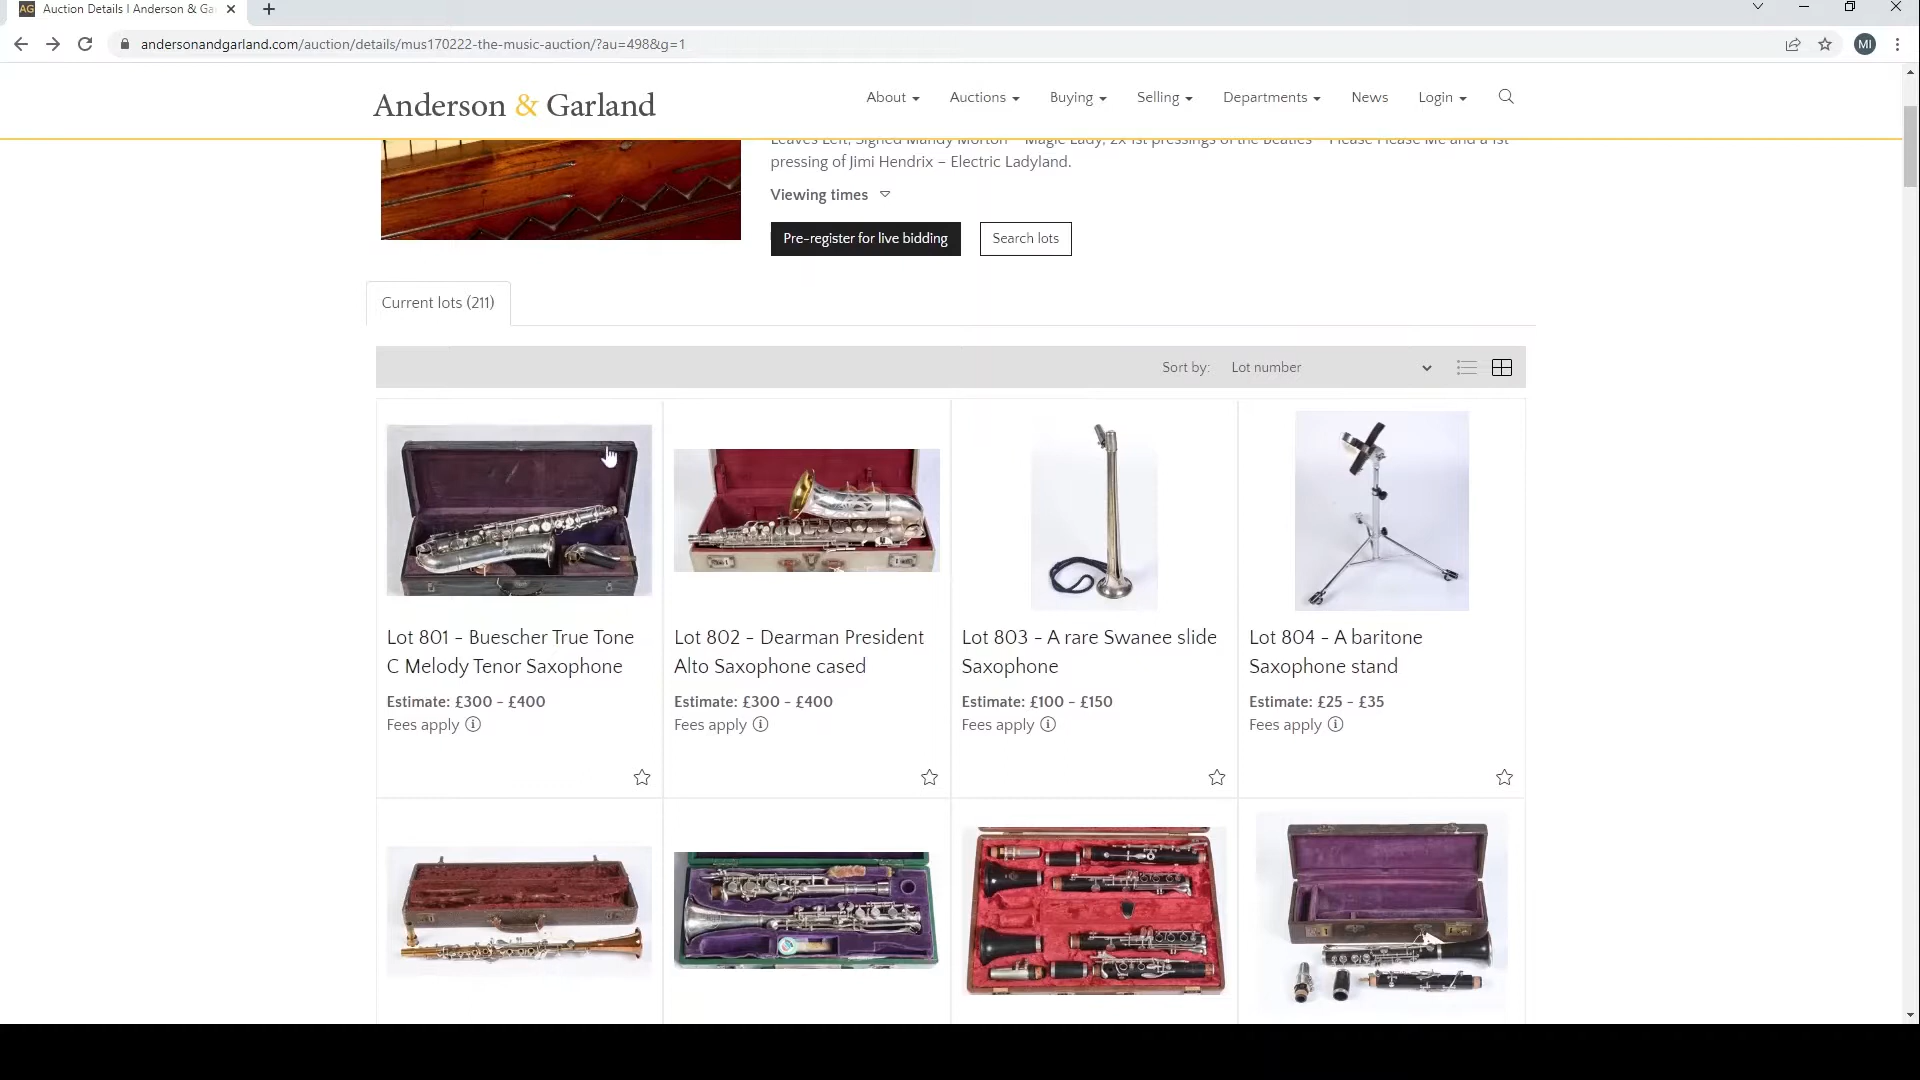 AG Auction Details | Anderson & Ga
andersonandgarland.com/auction/details/mus170222-the-music-auction/?au=498&g=1
MI
Anderson & Garland
About
Auctions
Buying
Selling
Departments
News
Login
Leaves Left, Signed Mandy Morton – Magic Lady, 2x 1st pressings of the Beatles – Please Please Me and a 1st
pressing of Jimi Hendrix – Electric Ladyland.
Viewing times
Pre-register for live bidding
Search lots
Current lots (211)
Sort by: Lot number
Lot 801 - Buescher True Tone
C Melody Tenor Saxophone
Estimate: £300 - £400
Fees apply
Lot 802 - Dearman President
Alto Saxophone cased
Estimate: £300 - £400
Fees apply
Lot 803 - A rare Swanee slide
Saxophone
Estimate: £100 - £150
Fees apply
Lot 804 - A baritone
Saxophone stand
Estimate: £25 - £35
Fees apply